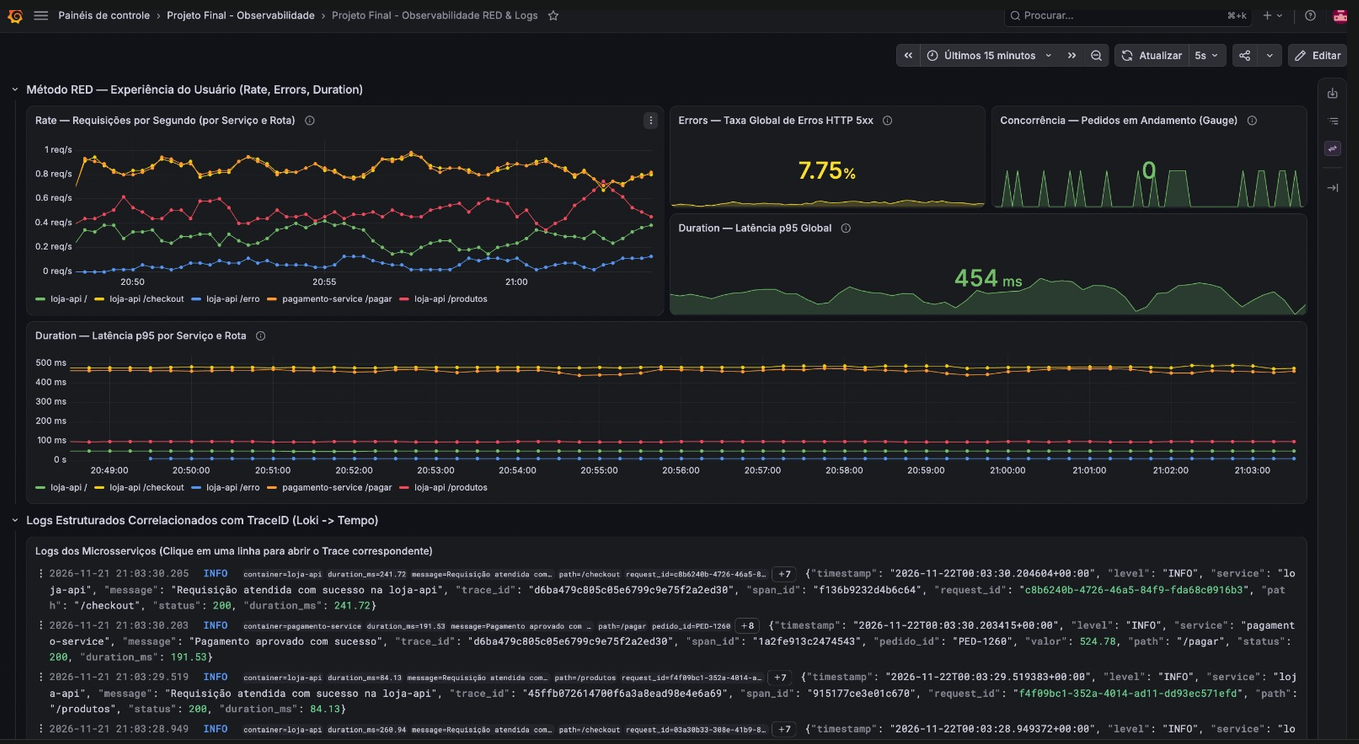 Painéis de controle › Projeto Final - Observabilidade › Projeto Final - Observabilidade RED & Logs
Procurar... ⌘+k
Últimos 15 minutos Atualizar 5s Editar
Método RED — Experiência do Usuário (Rate, Errors, Duration)
Rate — Requisições por Segundo (por Serviço e Rota)
1 req/s
0.8 req/s
0.6 req/s
0.4 req/s
0.2 req/s
0 req/s
20:50 20:55 21:00
loja-api / loja-api /checkout loja-api /erro pagamento-service /pagar loja-api /produtos
Errors — Taxa Global de Erros HTTP 5xx
7.75%
Concorrência — Pedidos em Andamento (Gauge)
0
Duration — Latência p95 Global
454 ms
Duration — Latência p95 por Serviço e Rota
500 ms
400 ms
300 ms
200 ms
100 ms
0 s
20:49:00 20:50:00 20:51:00 20:52:00 20:53:00 20:54:00 20:55:00 20:56:00 20:57:00 20:58:00 20:59:00 21:00:00 21:01:00 21:02:00 21:03:00
loja-api / loja-api /checkout loja-api /erro pagamento-service /pagar loja-api /produtos
Logs Estruturados Correlacionados com TraceID (Loki -> Tempo)
Logs dos Microsserviços (Clique em uma linha para abrir o Trace correspondente)
2026-11-21 21:03:30.205 INFO container=loja-api duration_ms=241.72 message=Requisição atendida com… path=/checkout request_id=c8b6240b-4726-46a5-8… +7 {"timestamp": "2026-11-22T00:03:30.204604+00:00", "level": "INFO", "service": "lo
ja-api", "message": "Requisição atendida com sucesso na loja-api", "trace_id": "d6ba479c805c05e6799c9e75f2a2ed30", "span_id": "f136b9232d4b6c64", "request_id": "c8b6240b-4726-46a5-84f9-fda68c0916b3", "pat
h": "/checkout", "status": 200, "duration_ms": 241.72}
2026-11-21 21:03:30.203 INFO container=pagamento-service duration_ms=191.53 message=Pagamento aprovado com … path=/pagar pedido_id=PED-1260 +8 {"timestamp": "2026-11-22T00:03:30.203415+00:00", "level": "INFO", "service": "pagament
o-service", "message": "Pagamento aprovado com sucesso", "trace_id": "d6ba479c805c05e6799c9e75f2a2ed30", "span_id": "1a2fe913c2474543", "pedido_id": "PED-1260", "valor": 524.78, "path": "/pagar", "status":
200, "duration_ms": 191.53}
2026-11-21 21:03:29.519 INFO container=loja-api duration_ms=84.13 message=Requisição atendida com… path=/produtos request_id=f4f09bc1-352a-4014-a… +7 {"timestamp": "2026-11-22T00:03:29.519383+00:00", "level": "INFO", "service": "loj
a-api", "message": "Requisição atendida com sucesso na loja-api", "trace_id": "45ffb072614700f6a3a8ead98e4e6a69", "span_id": "915177ce3e01c670", "request_id": "f4f09bc1-352a-4014-ad11-dd93ec571efd", "path":
"/produtos", "status": 200, "duration_ms": 84.13}
2026-11-21 21:03:28.949 INFO container=loja-api duration_ms=260.94 message=Requisição atendida com… path=/checkout request_id=03a30b33-308e-41b9-8… +7 {"timestamp": "2026-11-22T00:03:28.949372+00:00", "level": "INFO", "service": "lo